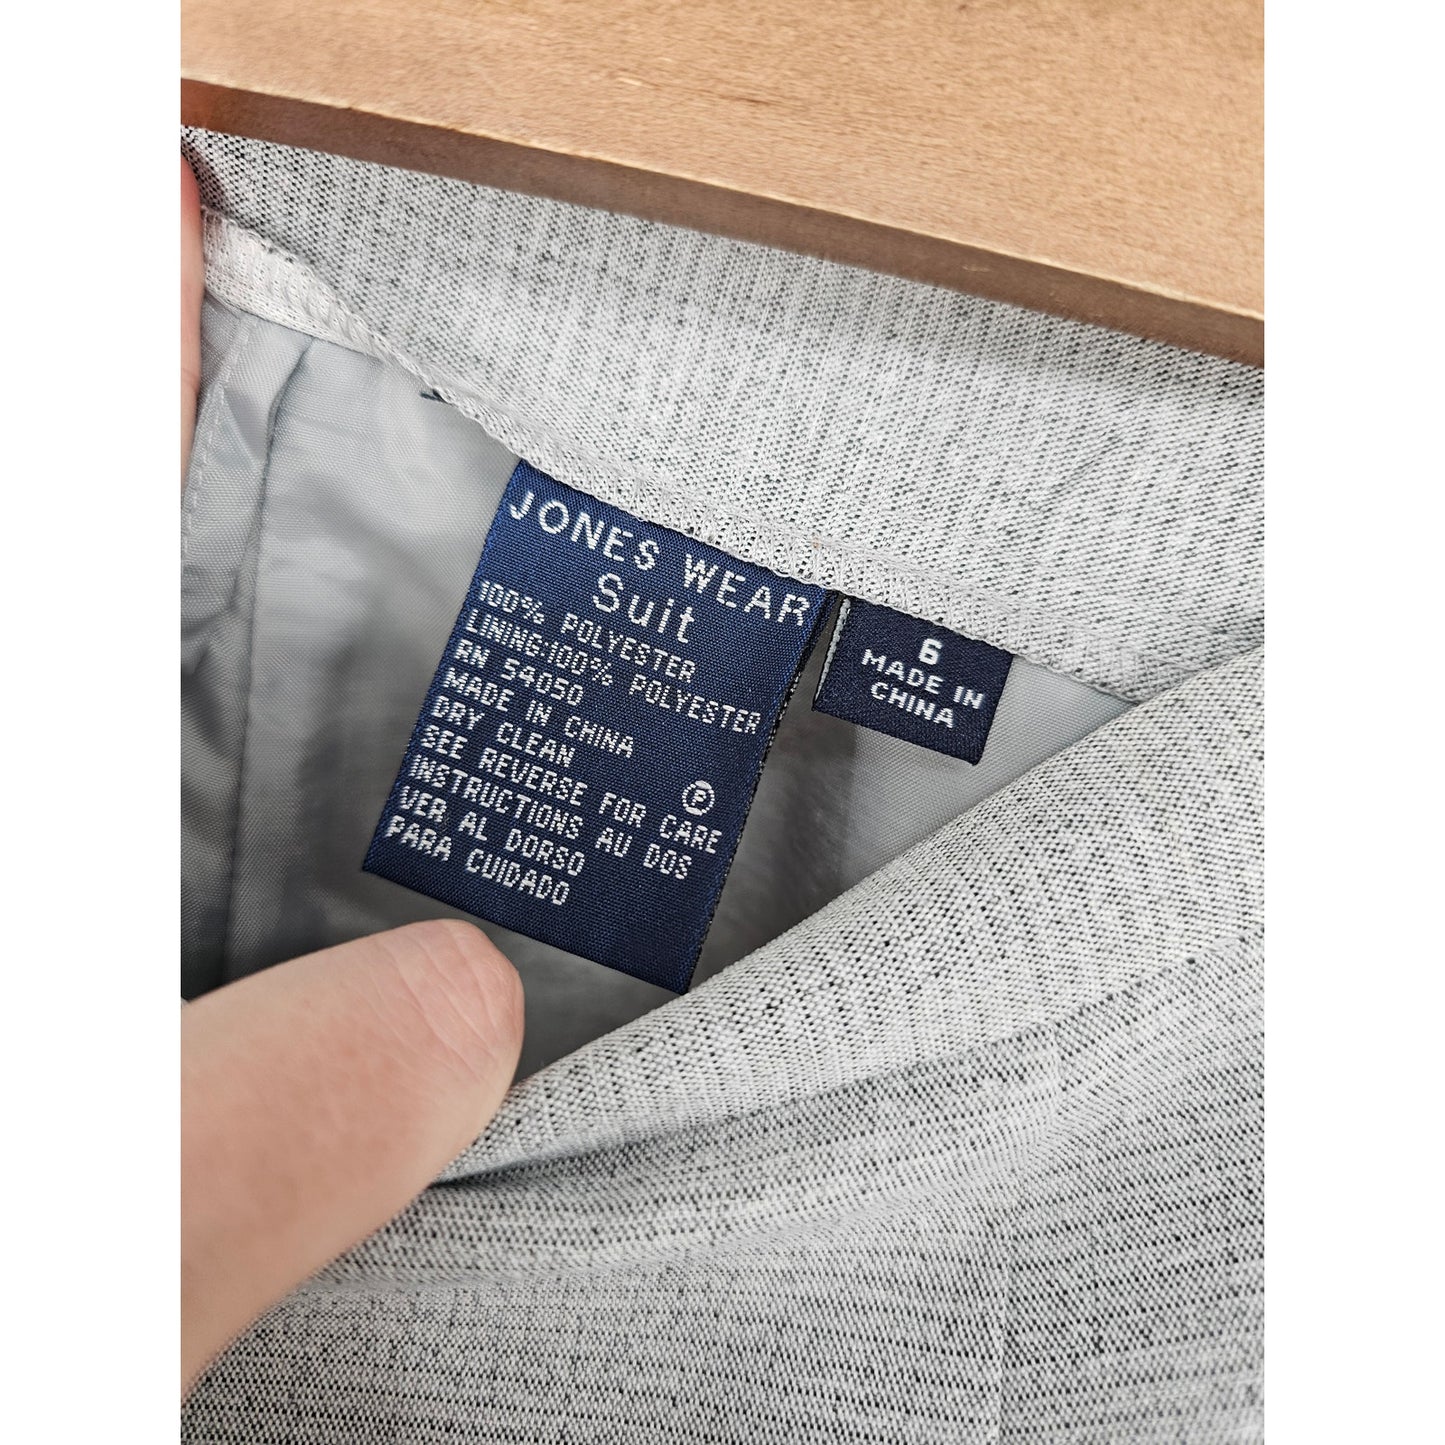 JONES WEAR
Suit
100% POLYESTER
LINING:100% POLYESTER
RN 54050
MADE IN CHINA
DRY CLEAN Ⓟ
SEE REVERSE FOR CARE
INSTRUCTIONS AU DOS
VER AL DORSO
PARA CUIDADO
6
MADE IN
CHINA